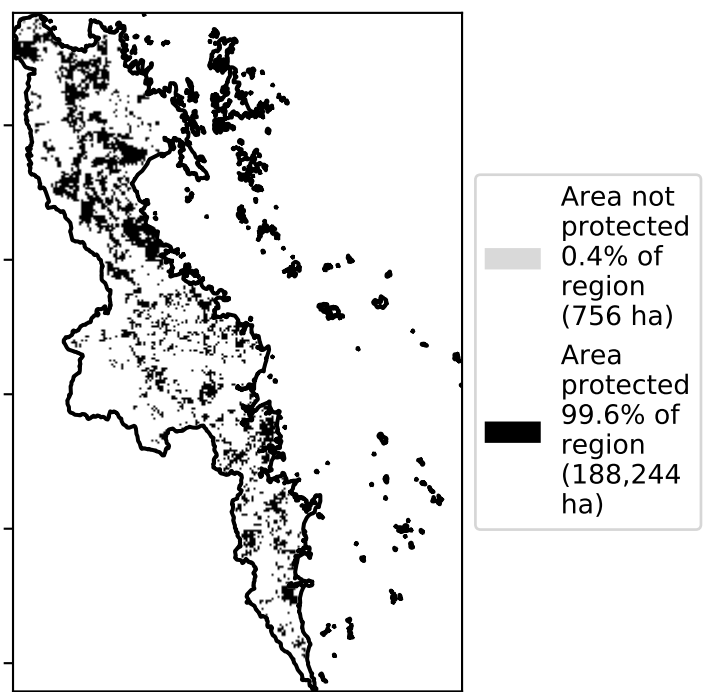 Area not
protected
0.4% of
region
(756 ha)
Area
protected
99.6% of
region
(188,244
ha)